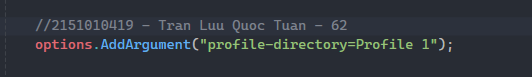 //2151010419 - Tran Luu Quoc Tuan - 62
options.AddArgument("profile-directory=Profile 1");